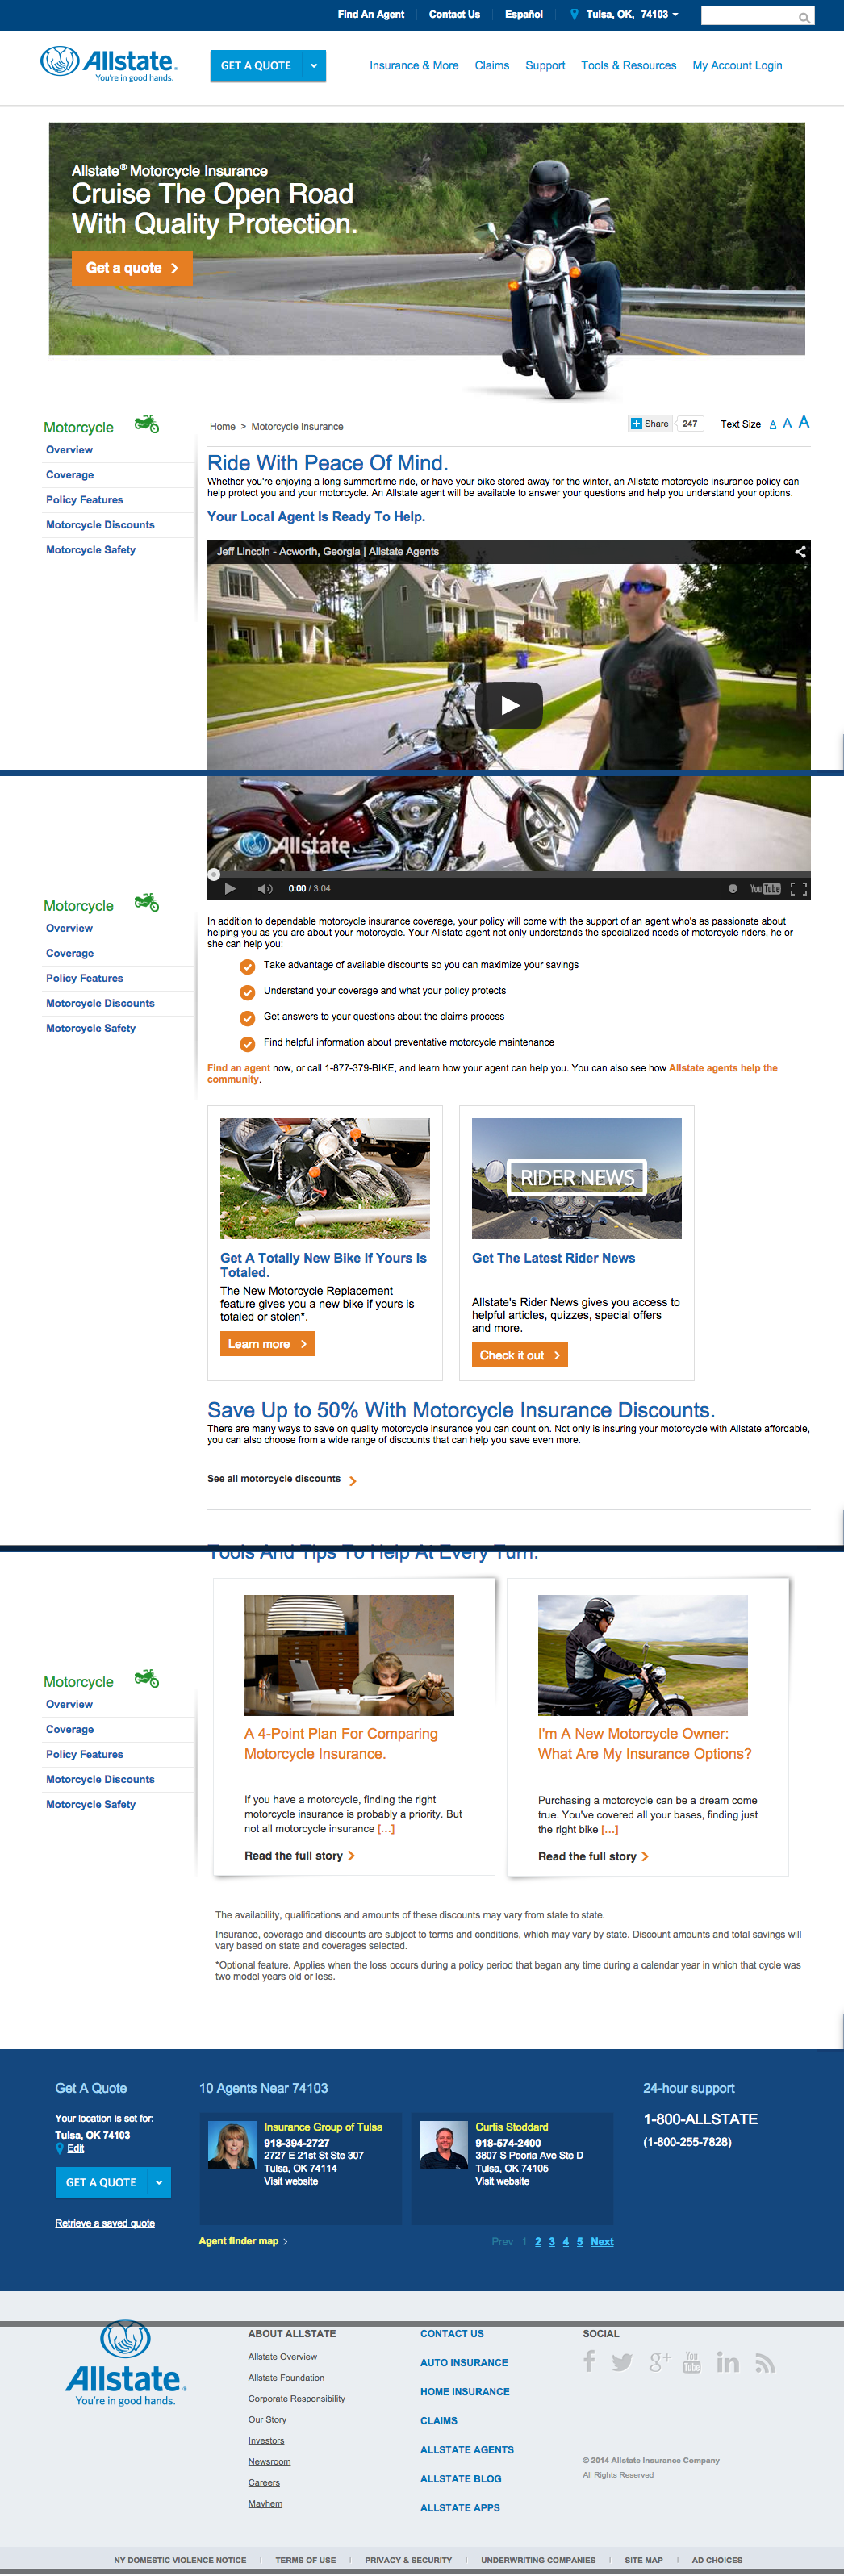 Find An Agent
Contact Us
Español
Tulsa, OK, 74103
Allstate.
You're in good hands.
GET A QUOTE
Insurance & More
Claims
Support
Tools & Resources
My Account Login
Allstate® Motorcycle Insurance
Cruise The Open Road
With Quality Protection.
Get a quote
Motorcycle
Overview
Coverage
Policy Features
Motorcycle Discounts
Motorcycle Safety
Home > Motorcycle Insurance
Share 247
Text Size A A A
Ride With Peace Of Mind.
Whether you're enjoying a long summertime ride, or have your bike stored away for the winter, an Allstate motorcycle insurance policy can
help protect you and your motorcycle. An Allstate agent will be available to answer your questions and help you understand your options.
Your Local Agent Is Ready To Help.
Jeff Lincoln - Acworth, Georgia | Allstate Agents
Allstate
0:00 / 3:04
YouTube
Motorcycle
Overview
Coverage
Policy Features
Motorcycle Discounts
Motorcycle Safety
In addition to dependable motorcycle insurance coverage, your policy will come with the support of an agent who's as passionate about
helping you as you are about your motorcycle. Your Allstate agent not only understands the specialized needs of motorcycle riders, he or
she can help you:
Take advantage of available discounts so you can maximize your savings
Understand your coverage and what your policy protects
Get answers to your questions about the claims process
Find helpful information about preventative motorcycle maintenance
Find an agent now, or call 1-877-379-BIKE, and learn how your agent can help you. You can also see how Allstate agents help the
community.
Get A Totally New Bike If Yours Is
Totaled.
The New Motorcycle Replacement
feature gives you a new bike if yours is
totaled or stolen*.
Learn more
RIDER NEWS
Get The Latest Rider News
Allstate's Rider News gives you access to
helpful articles, quizzes, special offers
and more.
Check it out
Save Up to 50% With Motorcycle Insurance Discounts.
There are many ways to save on quality motorcycle insurance you can count on. Not only is insuring your motorcycle with Allstate affordable,
you can also choose from a wide range of discounts that can help you save even more.
See all motorcycle discounts
Tools And Tips To Help At Every Turn.
Motorcycle
Overview
Coverage
Policy Features
Motorcycle Discounts
Motorcycle Safety
A 4-Point Plan For Comparing
Motorcycle Insurance.
If you have a motorcycle, finding the right
motorcycle insurance is probably a priority. But
not all motorcycle insurance [...]
Read the full story
I'm A New Motorcycle Owner:
What Are My Insurance Options?
Purchasing a motorcycle can be a dream come
true. You've covered all your bases, finding just
the right bike [...]
Read the full story
The availability, qualifications and amounts of these discounts may vary from state to state.
Insurance, coverage and discounts are subject to terms and conditions, which may vary by state. Discount amounts and total savings will
vary based on state and coverages selected.
*Optional feature. Applies when the loss occurs during a policy period that began any time during a calendar year in which that cycle was
two model years old or less.
Get A Quote
Your location is set for:
Tulsa, OK 74103
Edit
GET A QUOTE
Retrieve a saved quote
10 Agents Near 74103
Insurance Group of Tulsa
918-394-2727
2727 E 21st St Ste 307
Tulsa, OK 74114
Visit website
Curtis Stoddard
918-574-2400
3807 S Peoria Ave Ste D
Tulsa, OK 74105
Visit website
Agent finder map
Prev 1 2 3 4 5 Next
24-hour support
1-800-ALLSTATE
(1-800-255-7828)
Allstate.
You're in good hands.
ABOUT ALLSTATE
Allstate Overview
Allstate Foundation
Corporate Responsibility
Our Story
Investors
Newsroom
Careers
Mayhem
CONTACT US
AUTO INSURANCE
HOME INSURANCE
CLAIMS
ALLSTATE AGENTS
ALLSTATE BLOG
ALLSTATE APPS
SOCIAL
You Tube
© 2014 Allstate Insurance Company
All Rights Reserved
NY DOMESTIC VIOLENCE NOTICE
TERMS OF USE
PRIVACY & SECURITY
UNDERWRITING COMPANIES
SITE MAP
AD CHOICES